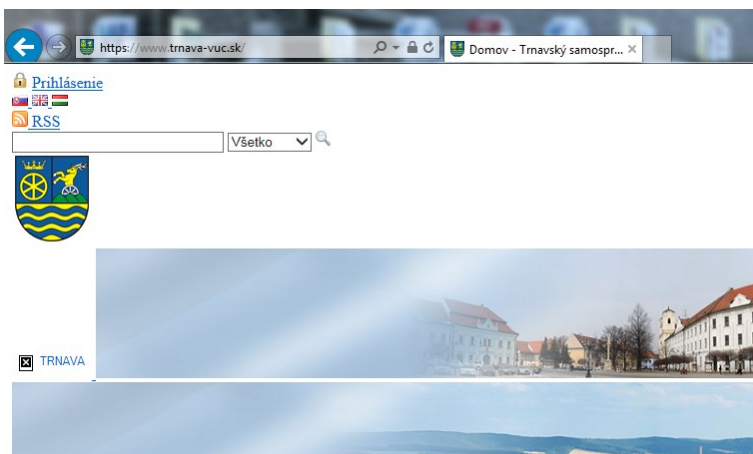 https://www.trnava-vuc.sk/
Domov - Trnavský samospr...
Prihlásenie
RSS
Všetko
TRNAVA